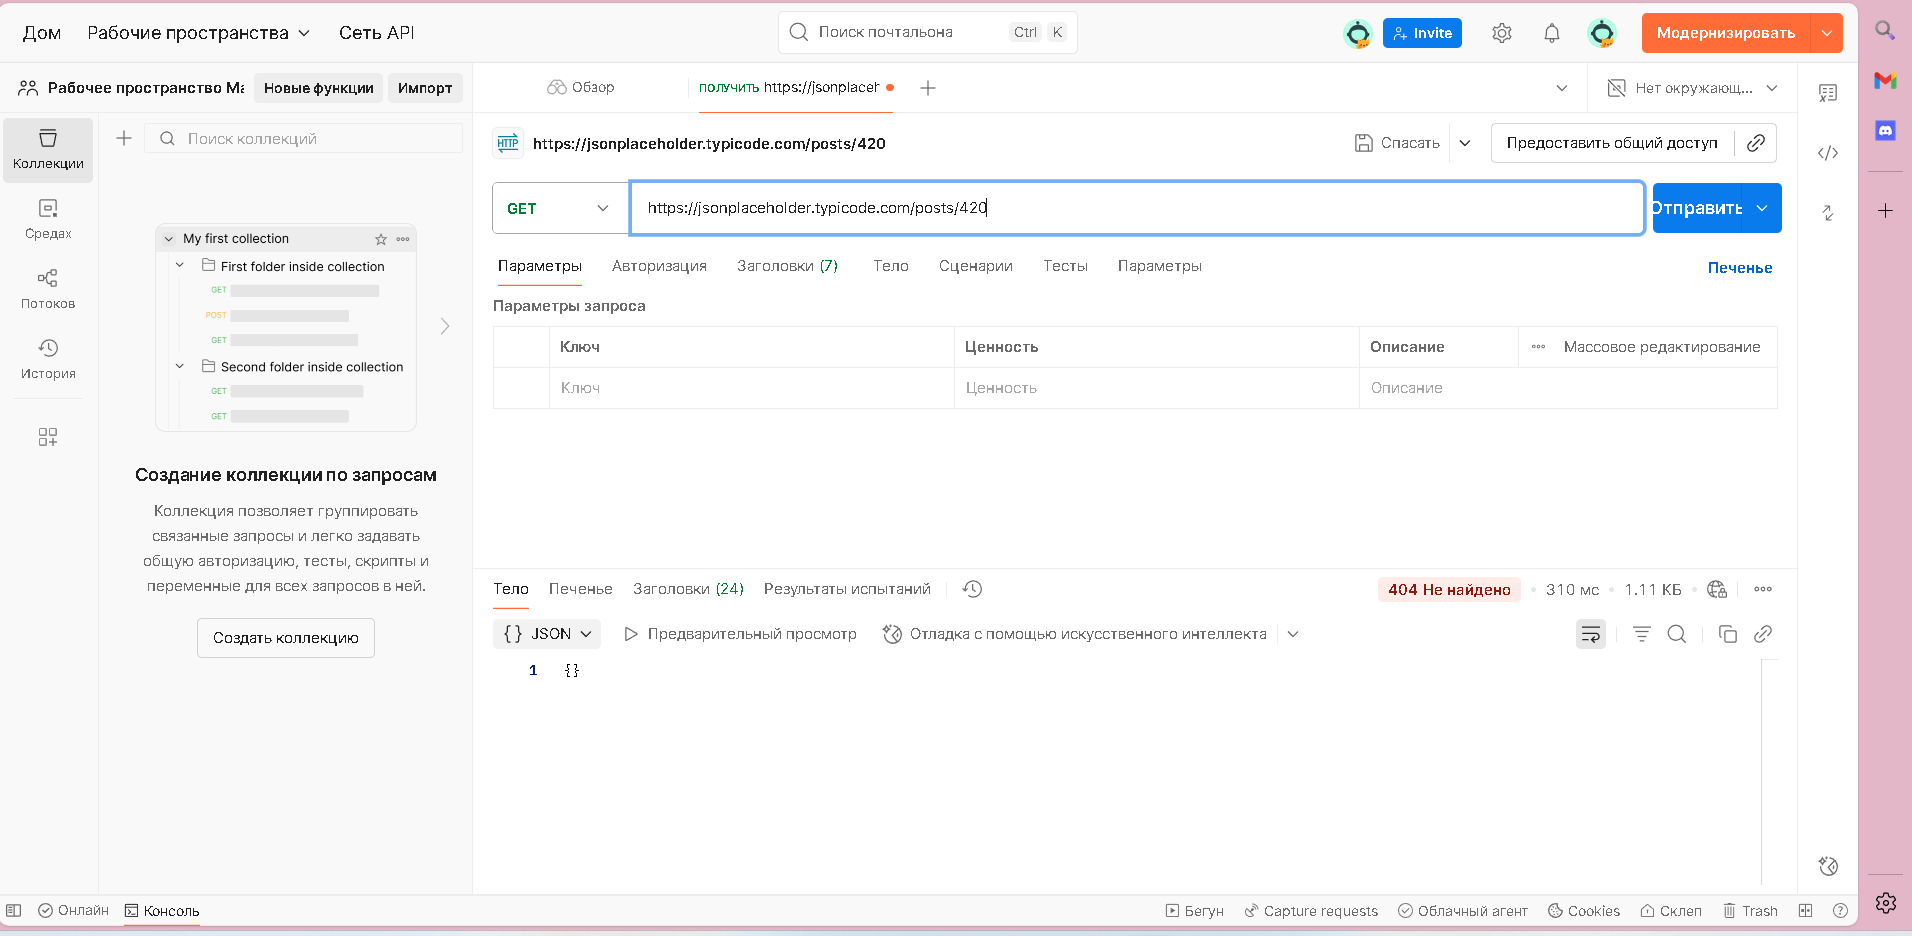 Дом Рабочие пространства Сеть API Поиск почтальона Ctrl K Invite Модернизировать
Рабочее пространство Ма Новые функции Импорт Обзор получить https://jsonplaceh Нет окружающ...
Коллекции
Средах
Потоков
История
Поиск коллекций
My first collection
First folder inside collection
GET
POST
GET
Second folder inside collection
GET
GET
Создание коллекции по запросам
Коллекция позволяет группировать
связанные запросы и легко задавать
общую авторизацию, тесты, скрипты и
переменные для всех запросов в ней.
Создать коллекцию
HTTP https://jsonplaceholder.typicode.com/posts/420 Спасать Предоставить общий доступ
GET https://jsonplaceholder.typicode.com/posts/420 Отправить
Параметры Авторизация Заголовки (7) Тело Сценарии Тесты Параметры Печенье
Параметры запроса
Ключ Ценность Описание Массовое редактирование
Ключ Ценность Описание
Тело Печенье Заголовки (24) Результаты испытаний 404 Не найдено 310 мс 1.11 КБ
{} JSON Предварительный просмотр Отладка с помощью искусственного интеллекта
1 {}
Онлайн Консоль Бегун Capture requests Облачный агент Cookies Склеп Trash